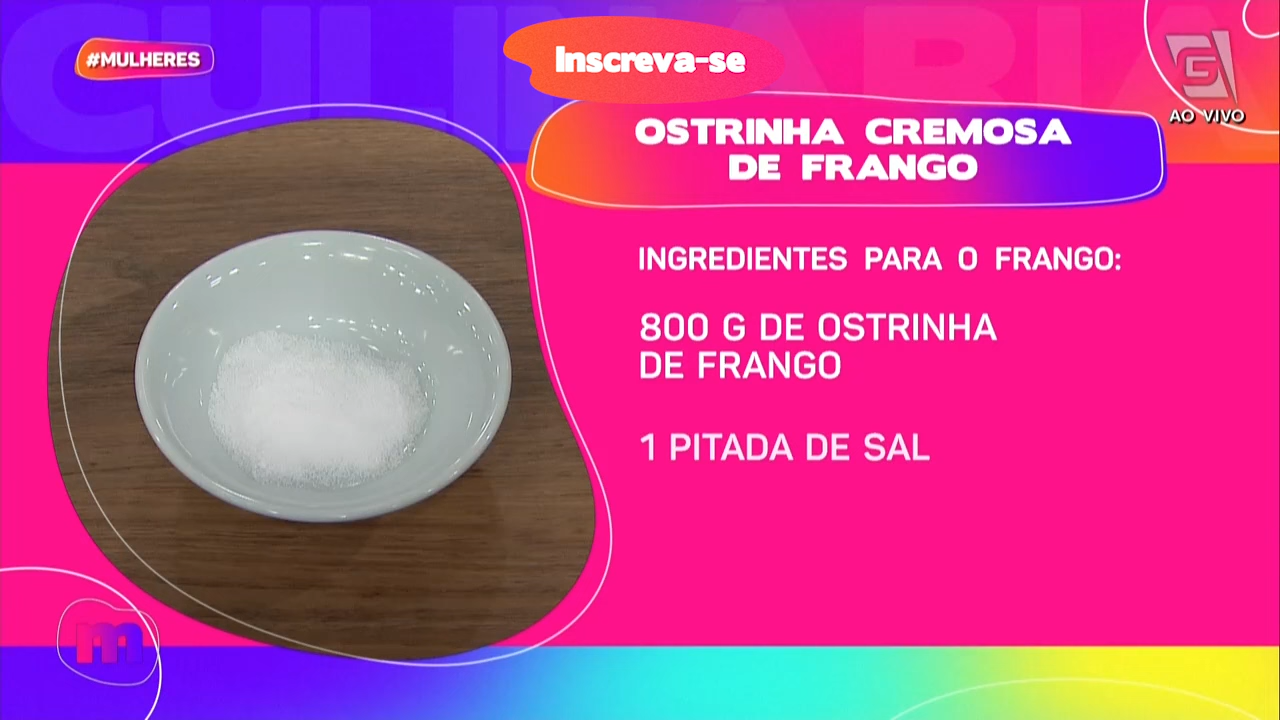 CULINÁRIA
#MULHERES
Inscreva-se
G
AO VIVO
OSTRINHA CREMOSA
DE FRANGO
INGREDIENTES PARA O FRANGO:
800 G DE OSTRINHA
DE FRANGO
1 PITADA DE SAL
m